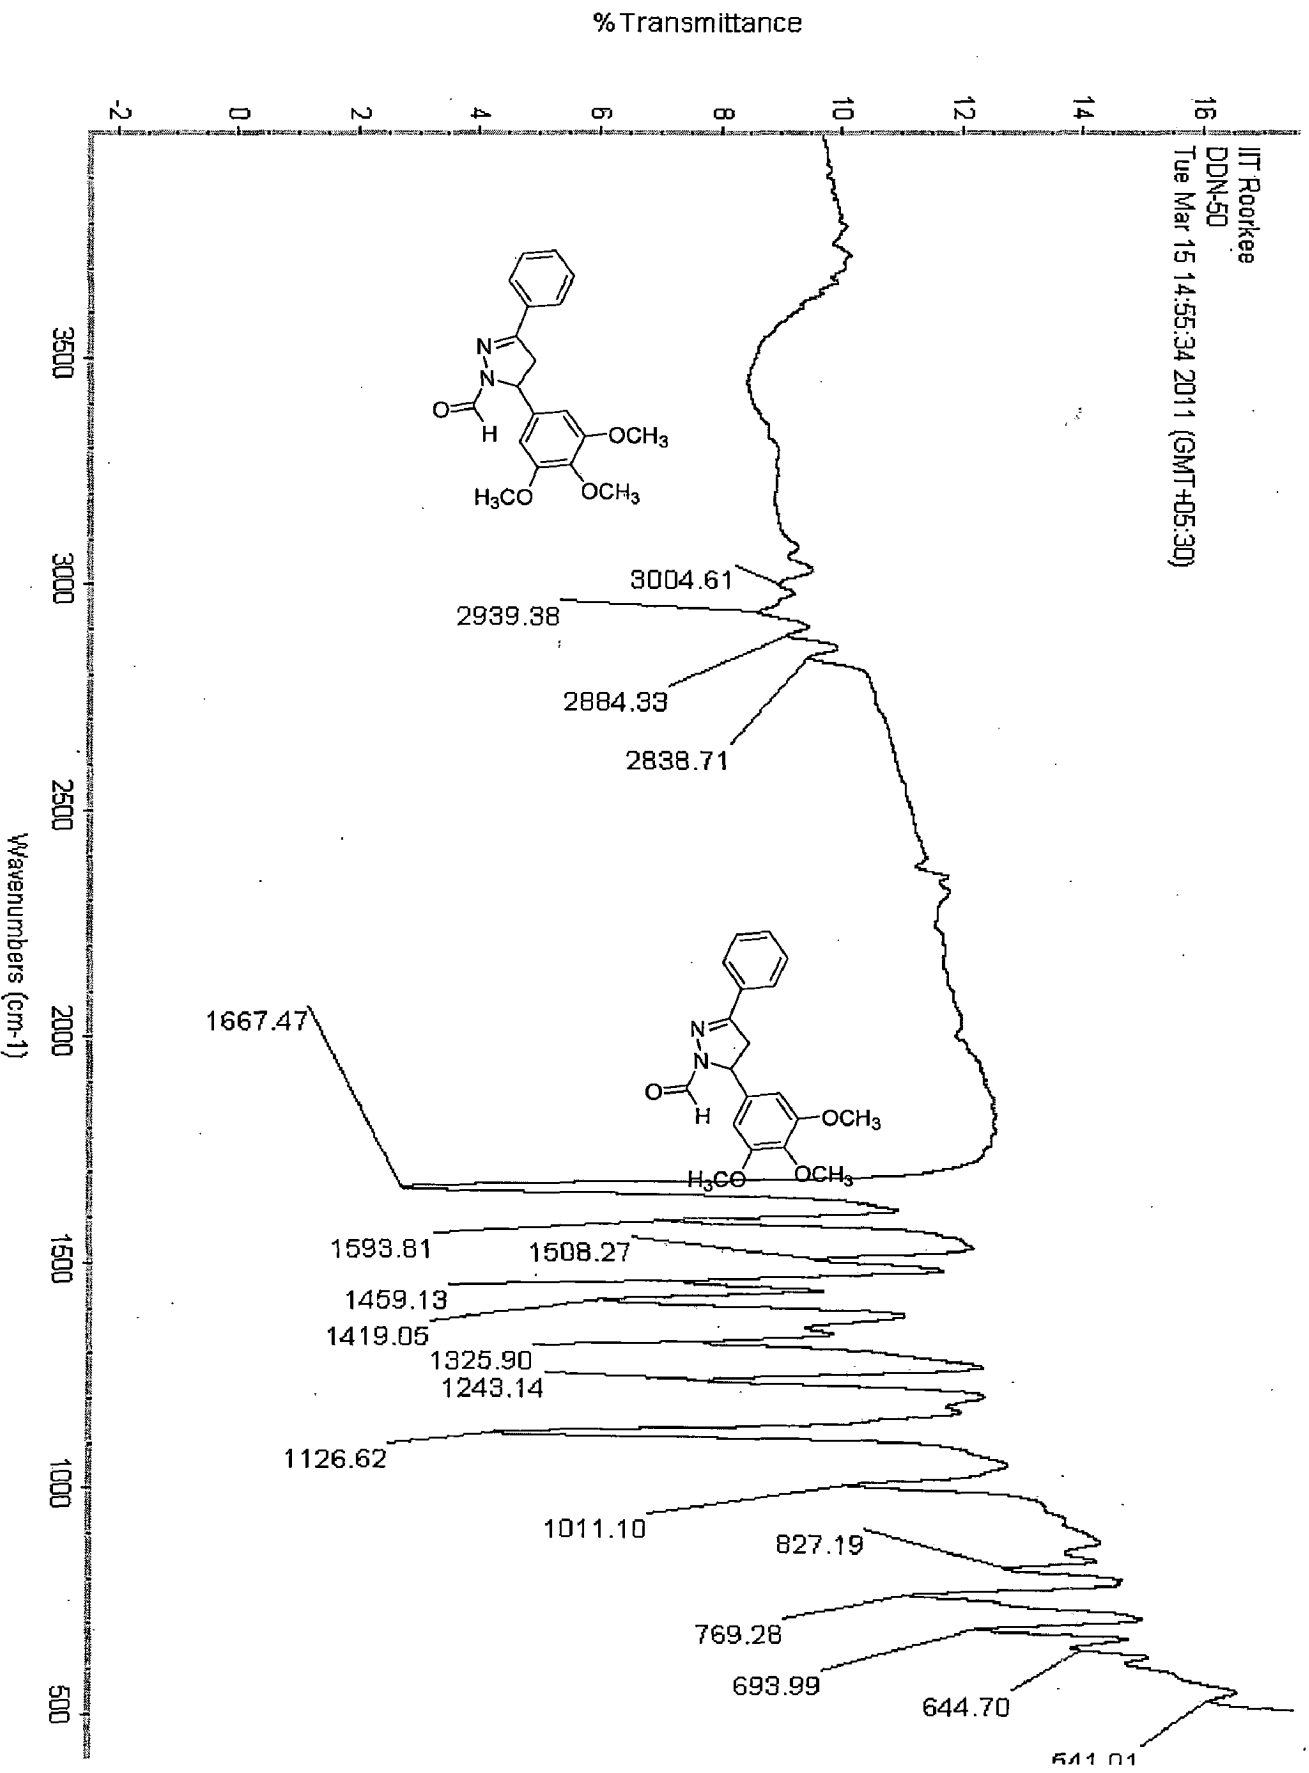 IIT Roorkee
DDN-50
Tue Mar 15 14:55:34 2011 (GMT+05:30)
% Transmittance
16
14
12
10
8
6
4
2
0
-2
3500
3000
2500
2000
1500
1000
500
Wavenumbers (cm-1)
3004.61
2939.38
2884.33
2838.71
1667.47
1593.81
1508.27
1459.13
1419.05
1325.90
1243.14
1126.62
1011.10
827.19
769.28
693.99
644.70
N
N
O
H
OCH3
OCH3
H3CO
N
N
O
H
OCH3
OCH3
H3CO